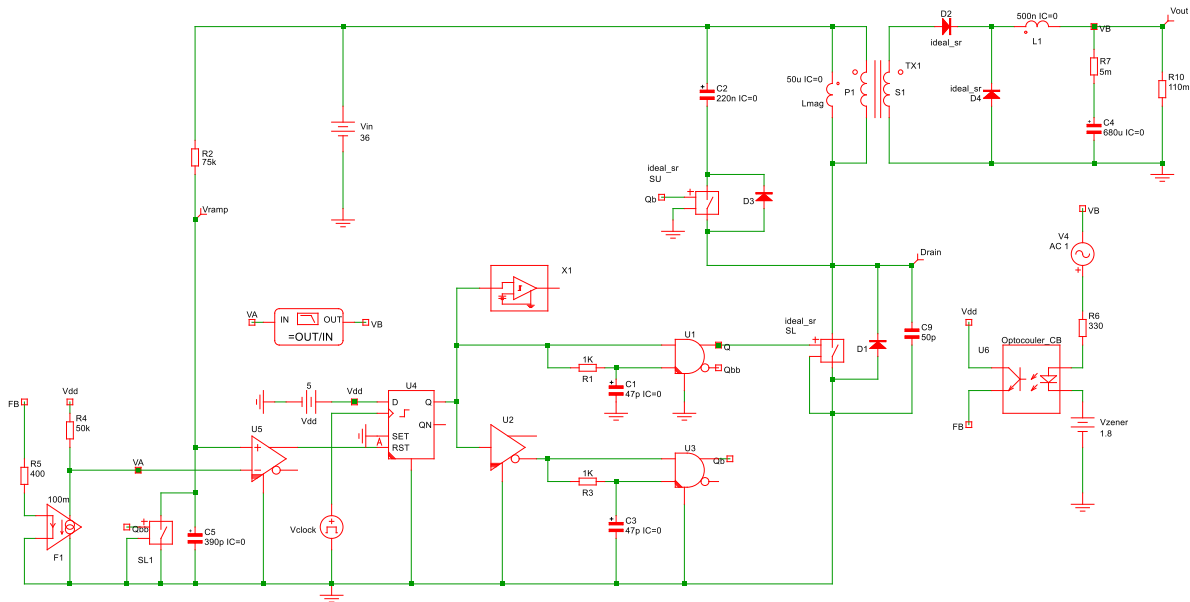 D2
ideal_sr
500n IC=0
L1
VB
Vout
R7
5m
R10
110m
C2
220n IC=0
50u IC=0
Lmag
P1
S1
TX1
ideal_sr
D4
C4
680u IC=0
Vin
36
R2
75k
Vramp
ideal_sr
SU
Qb
D3
VB
V4
AC 1
Drain
X1
VA
IN
OUT
=OUT/IN
VB
ideal_sr
SL
D1
C9
50p
Vdd
R6
330
Optocouler_CB
U6
FB
Vzener
1.8
U1
Q
Qbb
1K
R1
C1
47p IC=0
5
Vdd
Vdd
U4
D
Q
QN
SET
RST
A
FB
Vdd
R4
50k
U5
U2
U3
Qb
1K
R3
C3
47p IC=0
R5
400
VA
100m
F1
Qbb
SL1
C5
390p IC=0
Vclock